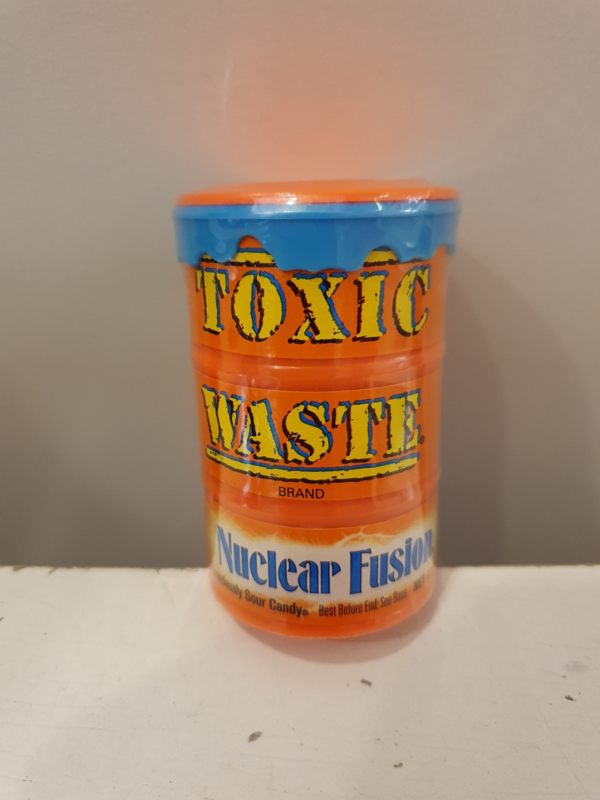 TOXIC
WASTE
BRAND
Nuclear Fusion
Sour Candy® Best Before End: See Base.